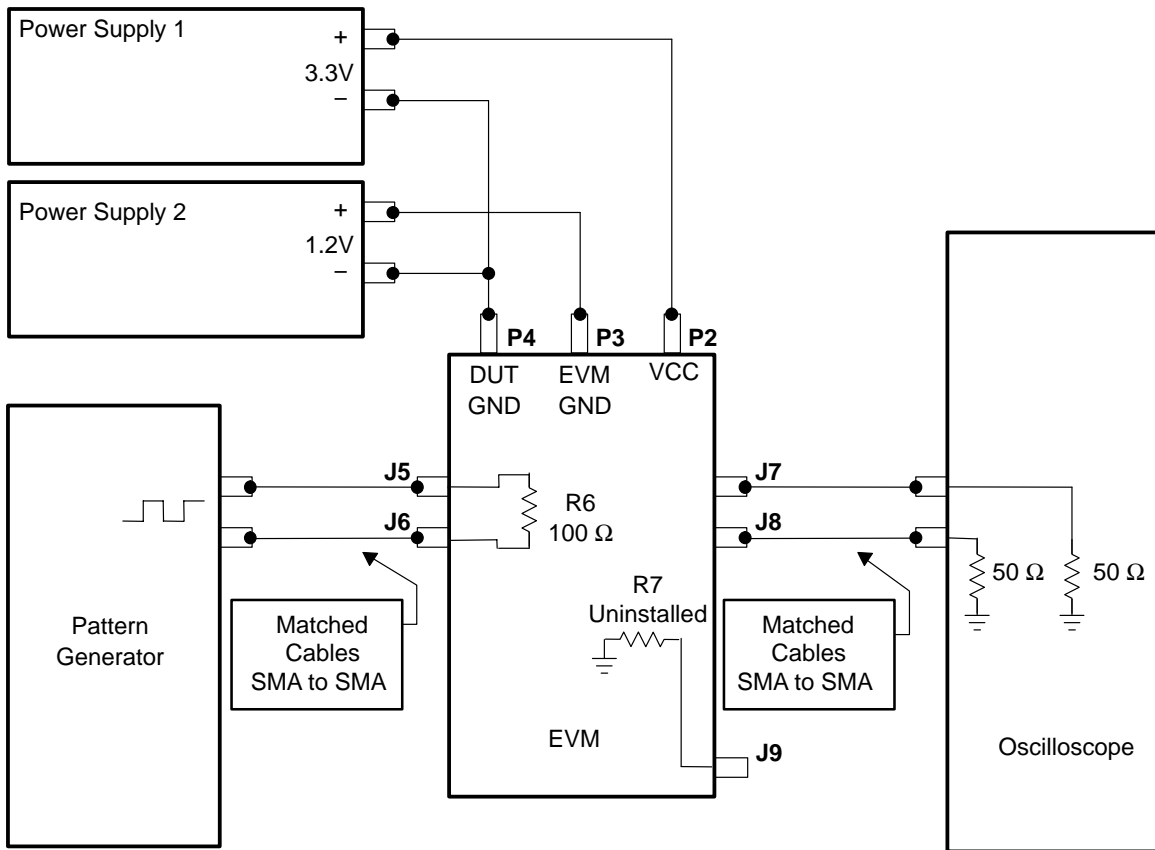 Power Supply 1
+
3.3V
−
Power Supply 2
+
1.2V
−
P4
P3
P2
DUT
GND
EVM
GND
VCC
J5
J6
R6
100 Ω
J7
J8
50 Ω
50 Ω
R7
Uninstalled
Pattern
Generator
Matched
Cables
SMA to SMA
Matched
Cables
SMA to SMA
EVM
J9
Oscilloscope